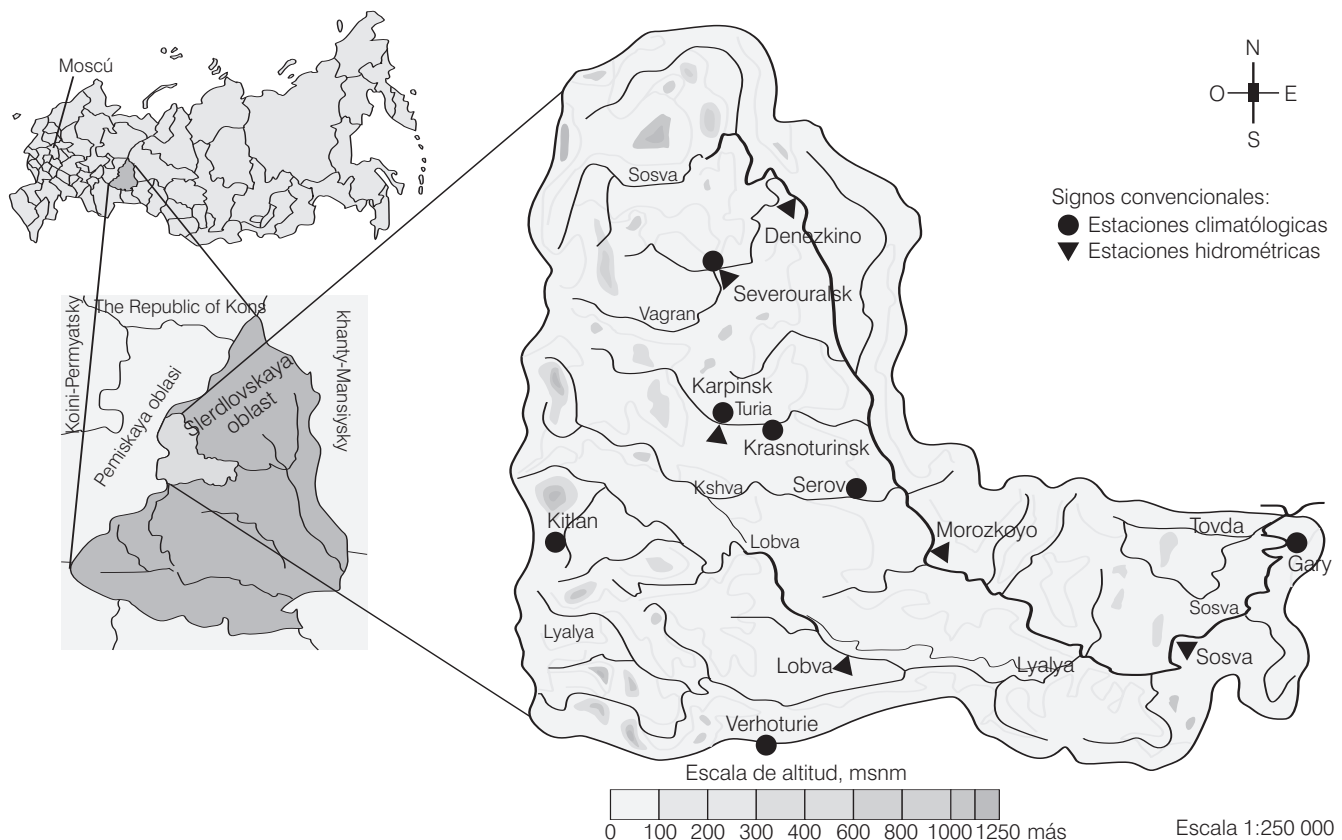 Moscú
N
O
E
S
Signos convencionales:
Estaciones climatólogicas
Estaciones hidrométricas
Sosva
Denezkino
Severouralsk
Vagran
The Republic of Kons
Koini-Permyatsky
Pemiskaya oblasi
Slerdlovskaya
oblast
khanty-Mansiysky
Karpinsk
Turia
Krasnoturinsk
Kshva
Serov
Kitlan
Lobva
Morozkoyo
Tovda
Gary
Sosva
Lyalya
Lobva
Lyalya
Sosva
Verhoturie
Escala de altitud, msnm
0 100 200 300 400 600 800 1000 1250 más
Escala 1:250 000